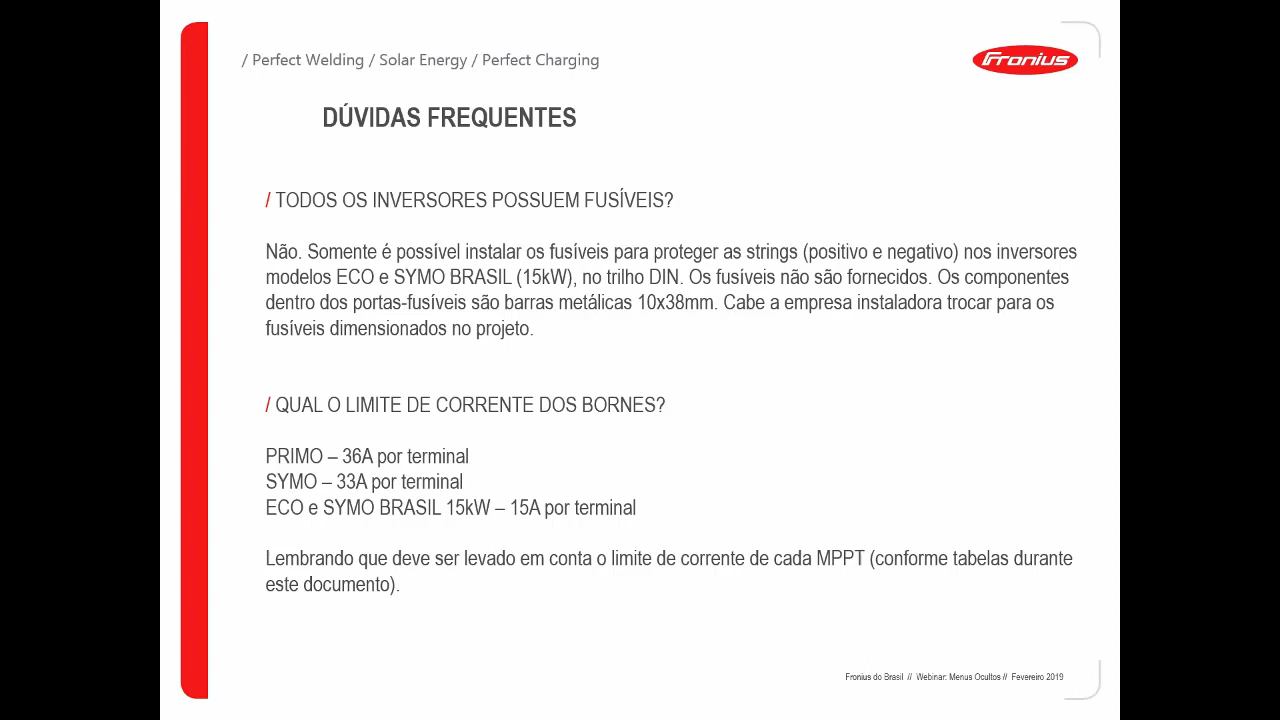 / Perfect Welding / Solar Energy / Perfect Charging
Fronius
DÚVIDAS FREQUENTES
/ TODOS OS INVERSORES POSSUEM FUSÍVEIS?
Não. Somente é possível instalar os fusíveis para proteger as strings (positivo e negativo) nos inversores
modelos ECO e SYMO BRASIL (15kW), no trilho DIN. Os fusíveis não são fornecidos. Os componentes
dentro dos portas-fusíveis são barras metálicas 10x38mm. Cabe a empresa instaladora trocar para os
fusíveis dimensionados no projeto.
/ QUAL O LIMITE DE CORRENTE DOS BORNES?
PRIMO – 36A por terminal
SYMO – 33A por terminal
ECO e SYMO BRASIL 15kW – 15A por terminal
Lembrando que deve ser levado em conta o limite de corrente de cada MPPT (conforme tabelas durante
este documento).
Fronius do Brasil // Webinar: Menus Ocultos // Fevereiro 2019